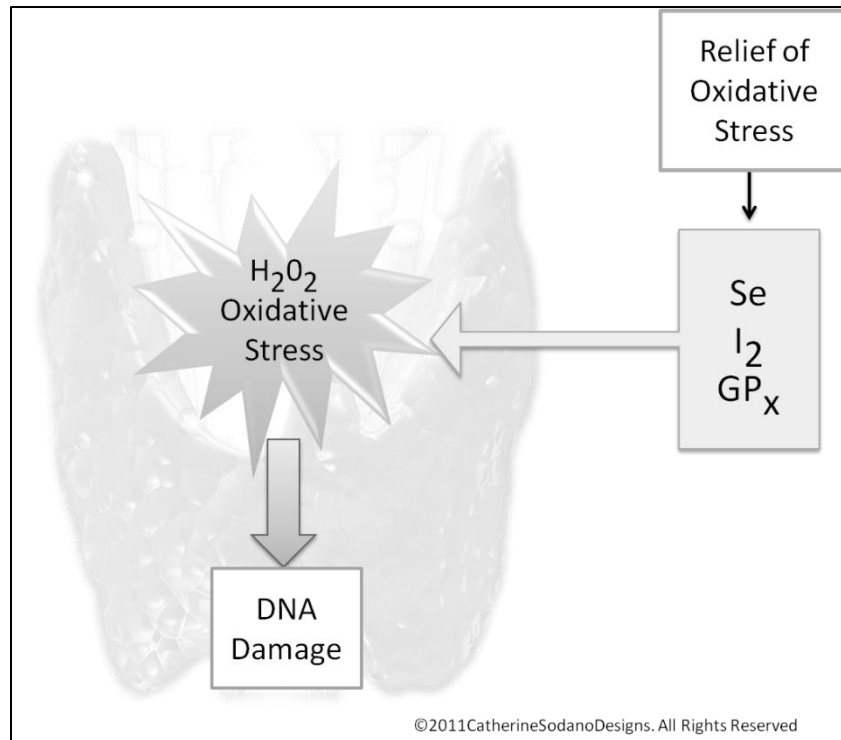 Relief of
Oxidative
Stress
H₂0₂
Oxidative
Stress
Se
I₂
GPₓ
DNA
Damage
©2011CatherineSodanoDesigns. All Rights Reserved